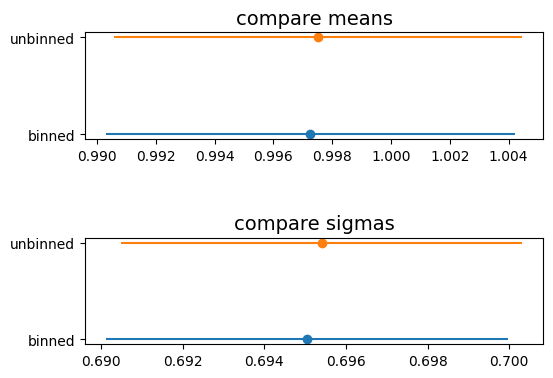 compare means
unbinned
binned
0.990 0.992 0.994 0.996 0.998 1.000 1.002 1.004
compare sigmas
unbinned
binned
0.690 0.692 0.694 0.696 0.698 0.700